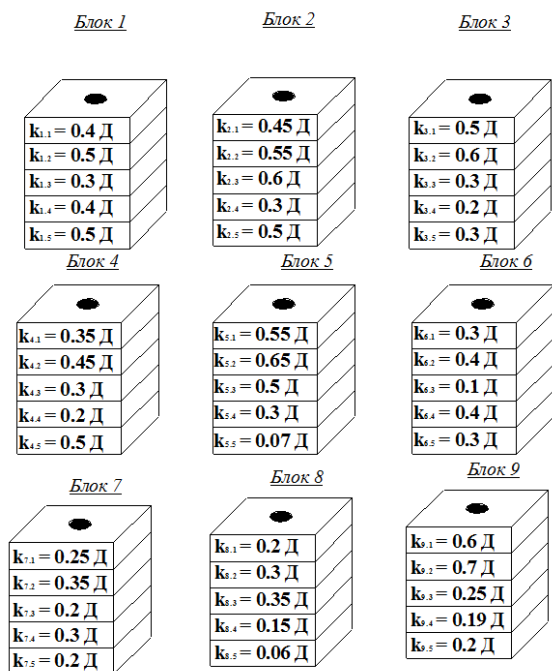 Блок 1
k1.1 = 0.4 Д
k1.2 = 0.5 Д
k1.3 = 0.3 Д
k1.4 = 0.4 Д
k1.5 = 0.5 Д
Блок 2
k2.1 = 0.45 Д
k2.2 = 0.55 Д
k2.3 = 0.6 Д
k2.4 = 0.3 Д
k2.5 = 0.5 Д
Блок 3
k3.1 = 0.5 Д
k3.2 = 0.6 Д
k3.3 = 0.3 Д
k3.4 = 0.2 Д
k3.5 = 0.3 Д
Блок 4
k4.1 = 0.35 Д
k4.2 = 0.45 Д
k4.3 = 0.3 Д
k4.4 = 0.2 Д
k4.5 = 0.5 Д
Блок 5
k5.1 = 0.55 Д
k5.2 = 0.65 Д
k5.3 = 0.5 Д
k5.4 = 0.3 Д
k5.5 = 0.07 Д
Блок 6
k6.1 = 0.3 Д
k6.2 = 0.4 Д
k6.3 = 0.1 Д
k6.4 = 0.4 Д
k6.5 = 0.3 Д
Блок 7
k7.1 = 0.25 Д
k7.2 = 0.35 Д
k7.3 = 0.2 Д
k7.4 = 0.3 Д
k7.5 = 0.2 Д
Блок 8
k8.1 = 0.2 Д
k8.2 = 0.3 Д
k8.3 = 0.35 Д
k8.4 = 0.15 Д
k8.5 = 0.06 Д
Блок 9
k9.1 = 0.6 Д
k9.2 = 0.7 Д
k9.3 = 0.25 Д
k9.4 = 0.19 Д
k9.5 = 0.2 Д